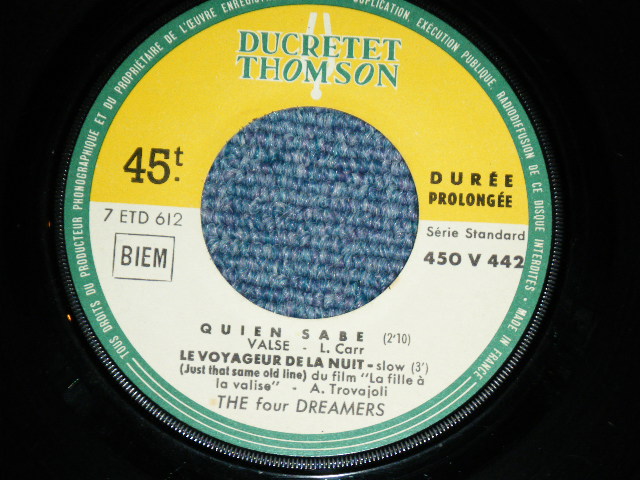 TOUS DROITS DU PRODUCTEUR PHONOGRAPHIQUE ET DU PROPRIÉTAIRE DE L'ŒUVRE ENREGISTRÉE
DUPLICATION, EXÉCUTION PUBLIQUE, RADIODIFFUSION DE CE DISQUE INTERDITES • MADE IN FRANCE •
DUCRETET
THOMSON
45t.
DURÉE
PROLONGÉE
7 ETD 612
Série Standard
BIEM
450 V 442
QUIEN SABE (2'10)
VALSE - L. Carr
LE VOYAGEUR DE LA NUIT - slow (3')
(Just that same old line) du film "La fille à
la valise" - A. Trovajoli
THE four DREAMERS